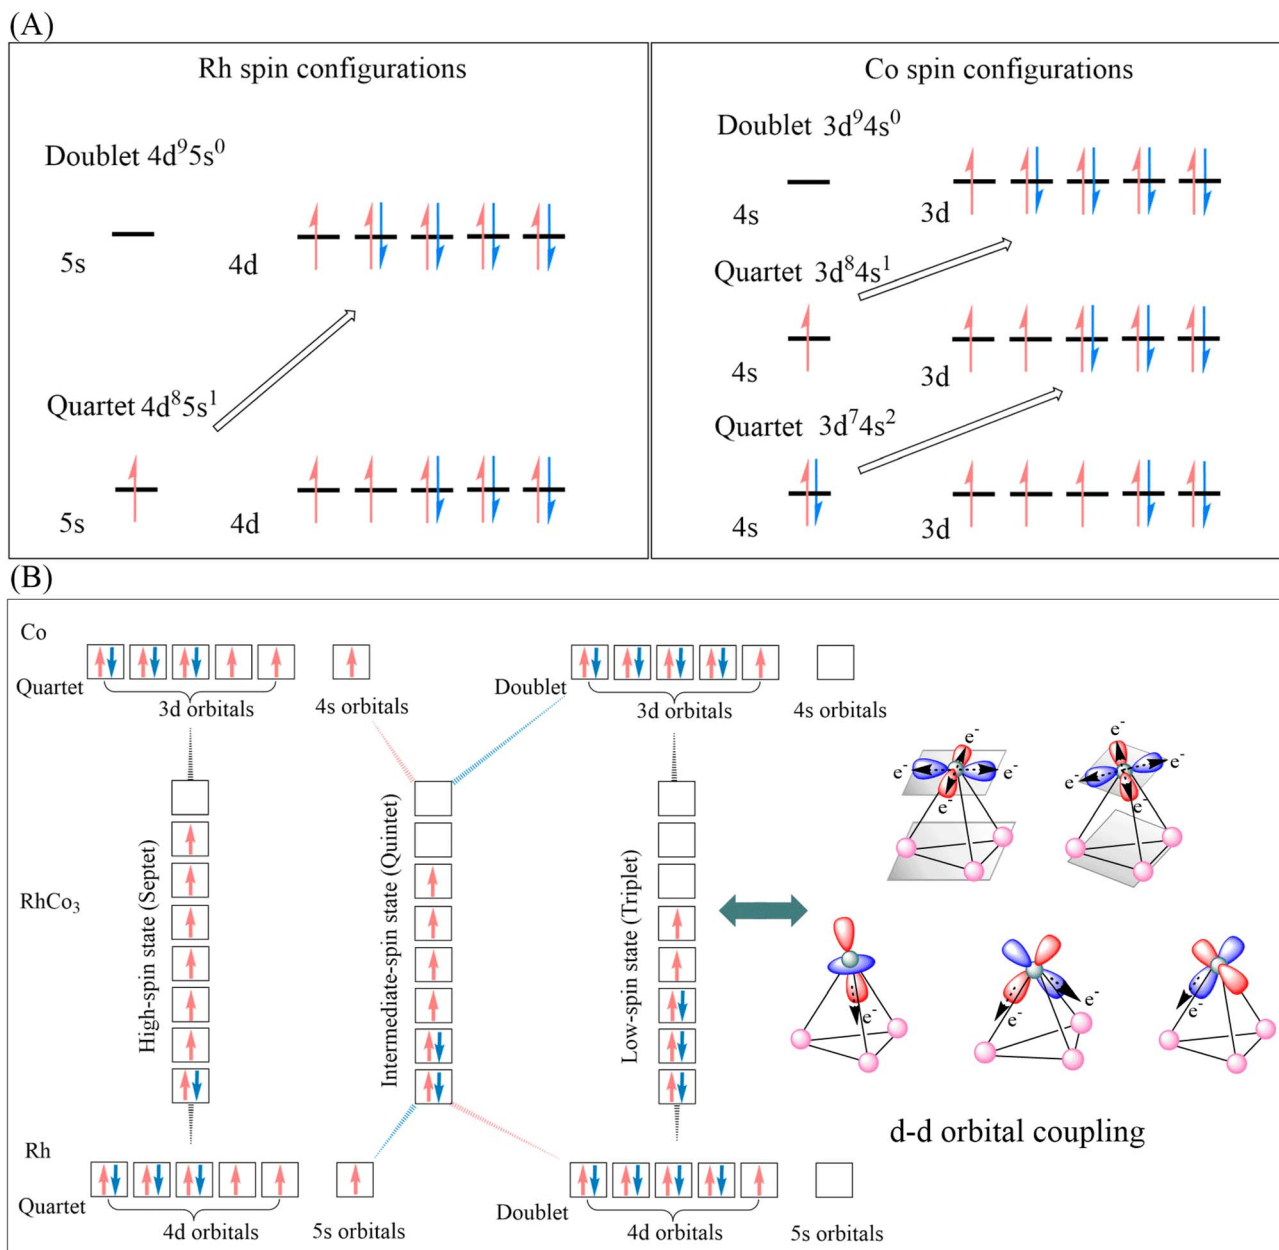 (A)
Rh spin configurations
Doublet 4d⁹5s⁰
5s
4d
Quartet 4d⁸5s¹
5s
4d
Co spin configurations
Doublet 3d⁹4s⁰
4s
3d
Quartet 3d⁸4s¹
4s
3d
Quartet 3d⁷4s²
4s
3d
(B)
Co
Quartet
3d orbitals
4s orbitals
Doublet
3d orbitals
4s orbitals
RhCo₃
High-spin state (Septet)
Intermediate-spin state (Quintet)
Low-spin state (Triplet)
e⁻
e⁻
e⁻
e⁻
e⁻
e⁻
e⁻
e⁻
e⁻
e⁻
e⁻
e⁻
d-d orbital coupling
Rh
Quartet
4d orbitals
5s orbitals
Doublet
4d orbitals
5s orbitals